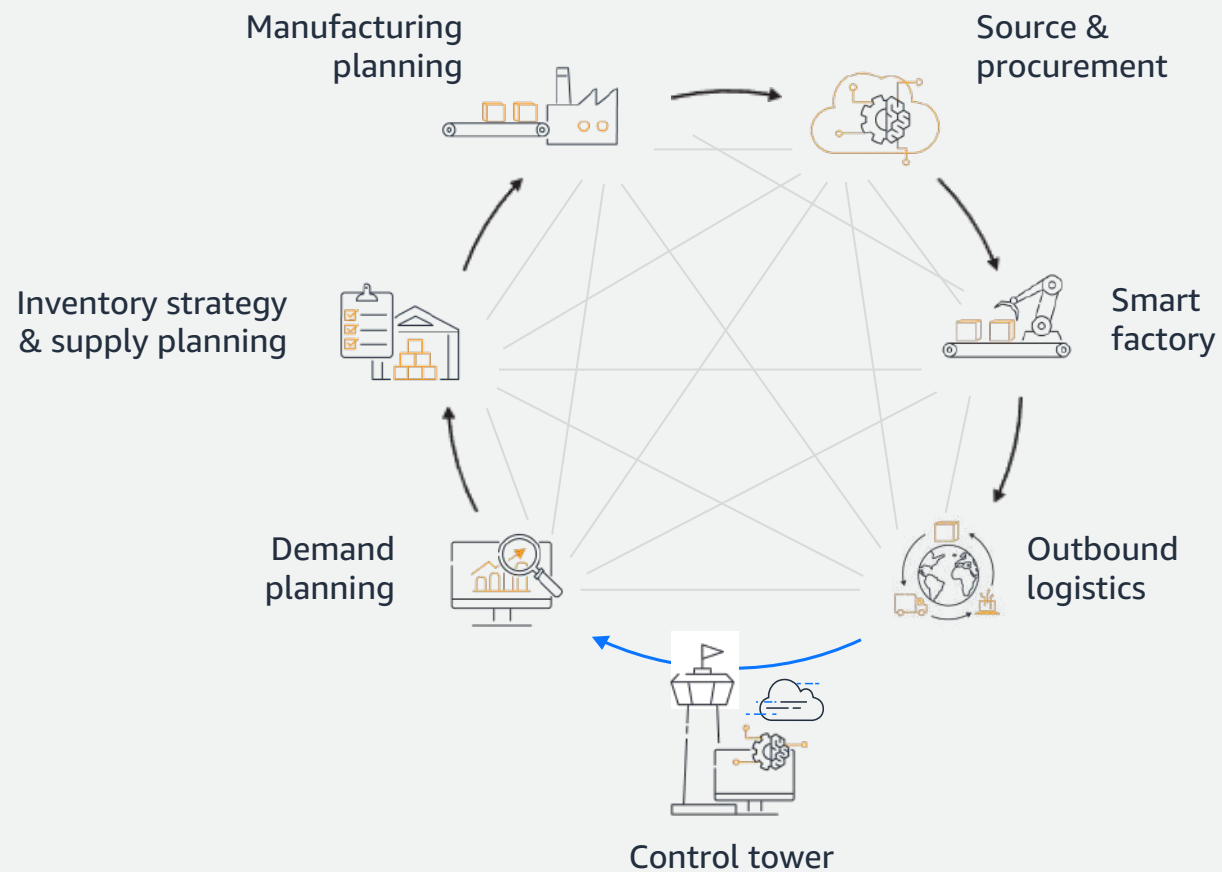 Manufacturing
planning
Source &
procurement
Inventory strategy
& supply planning
Smart
factory
Demand
planning
Outbound
logistics
Control tower